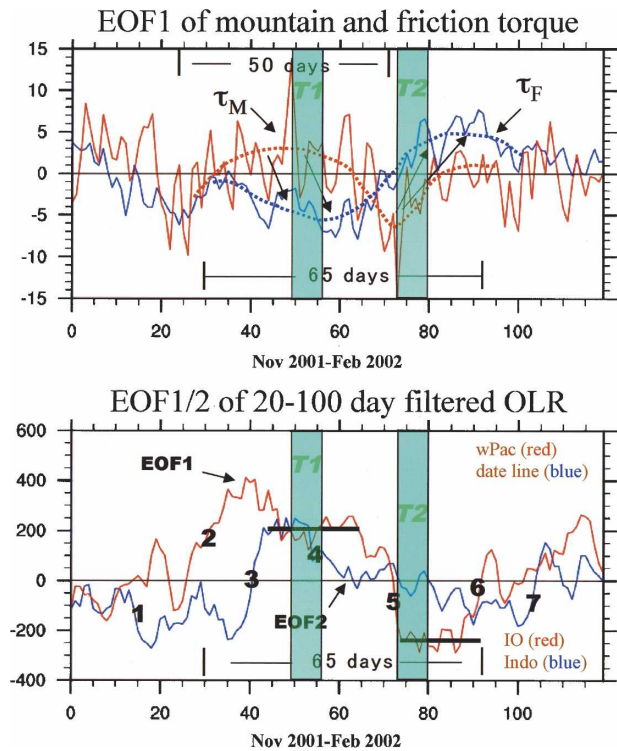 EOF1 of mountain and friction torque
15
10
5
0
-5
-10
-15
50 days
T1
T2
τM
τF
65 days
0 20 40 60 80 100
Nov 2001-Feb 2002
EOF1/2 of 20-100 day filtered OLR
600
400
200
0
-200
-400
wPac (red)
date line (blue)
EOF1
T1
T2
1
2
3
4
5
6
7
EOF2
IO (red)
Indo (blue)
65 days
0 20 40 60 80 100
Nov 2001-Feb 2002